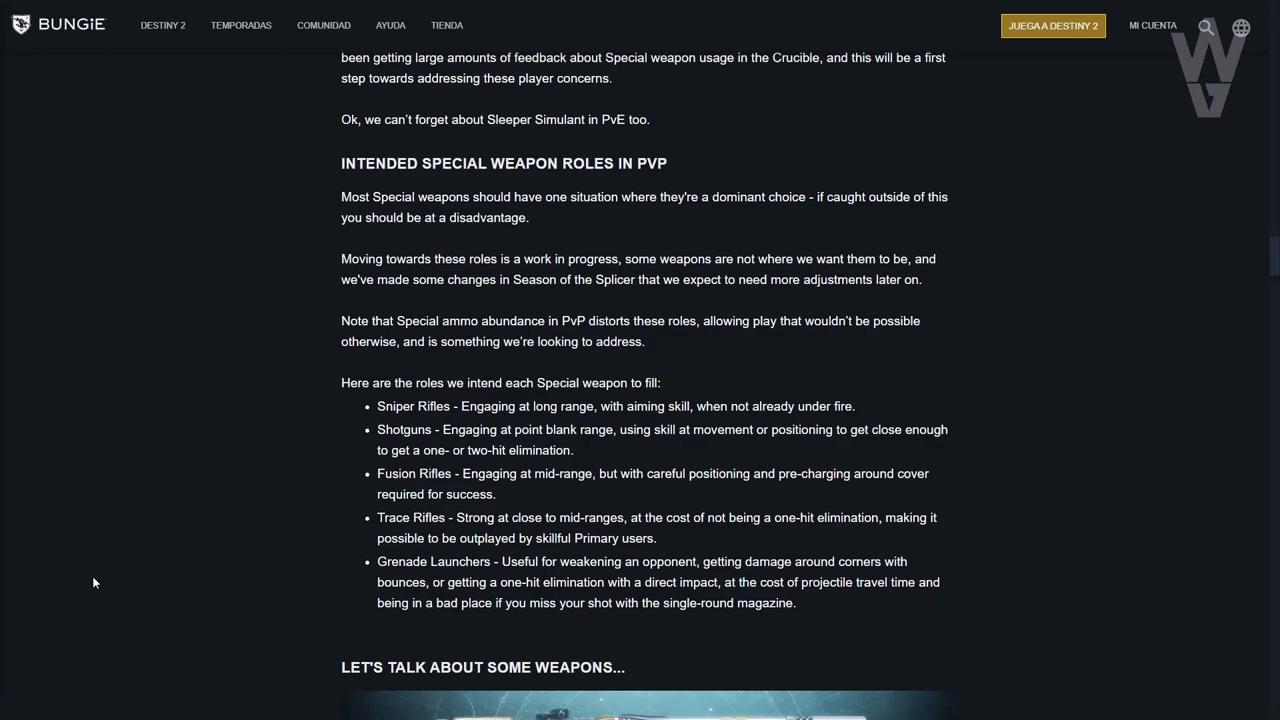 BUNGiE
DESTINY 2
TEMPORADAS
COMUNIDAD
AYUDA
TIENDA
JUEGA A DESTINY 2
MI CUENTA
WG
been getting large amounts of feedback about Special weapon usage in the Crucible, and this will be a first
step towards addressing these player concerns.
Ok, we can’t forget about Sleeper Simulant in PvE too.
INTENDED SPECIAL WEAPON ROLES IN PVP
Most Special weapons should have one situation where they're a dominant choice - if caught outside of this
you should be at a disadvantage.
Moving towards these roles is a work in progress, some weapons are not where we want them to be, and
we've made some changes in Season of the Splicer that we expect to need more adjustments later on.
Note that Special ammo abundance in PvP distorts these roles, allowing play that wouldn’t be possible
otherwise, and is something we’re looking to address.
Here are the roles we intend each Special weapon to fill:
• Sniper Rifles - Engaging at long range, with aiming skill, when not already under fire.
• Shotguns - Engaging at point blank range, using skill at movement or positioning to get close enough
to get a one- or two-hit elimination.
• Fusion Rifles - Engaging at mid-range, but with careful positioning and pre-charging around cover
required for success.
• Trace Rifles - Strong at close to mid-ranges, at the cost of not being a one-hit elimination, making it
possible to be outplayed by skillful Primary users.
• Grenade Launchers - Useful for weakening an opponent, getting damage around corners with
bounces, or getting a one-hit elimination with a direct impact, at the cost of projectile travel time and
being in a bad place if you miss your shot with the single-round magazine.
LET'S TALK ABOUT SOME WEAPONS...